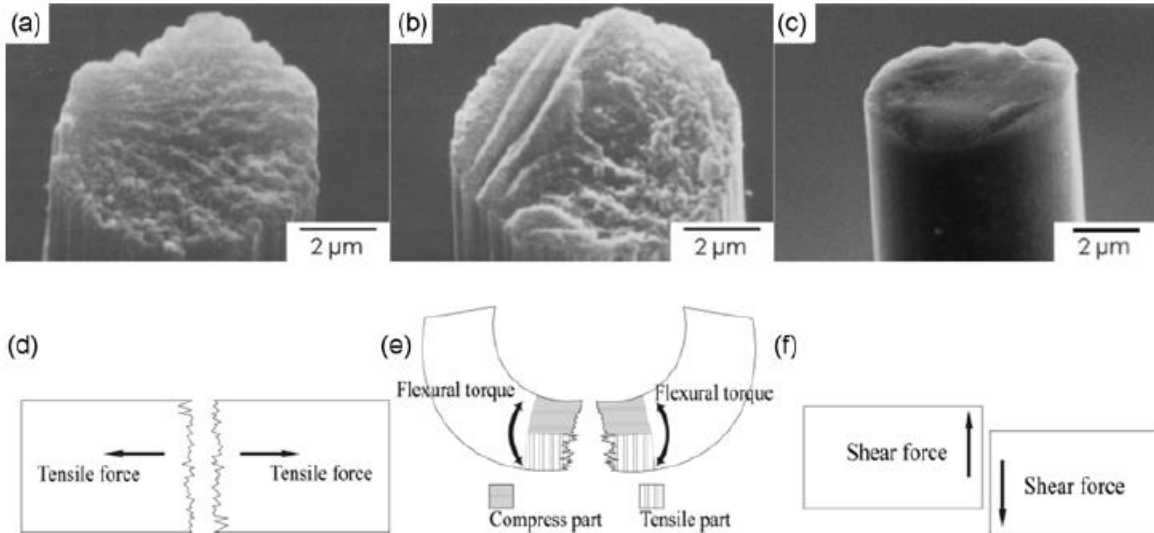 (a)
(b)
(c)
2 μm
2 μm
2 μm
(d)
(e)
(f)
Tensile force
Tensile force
Flexural torque
Flexural torque
Compress part
Tensile part
Shear force
Shear force